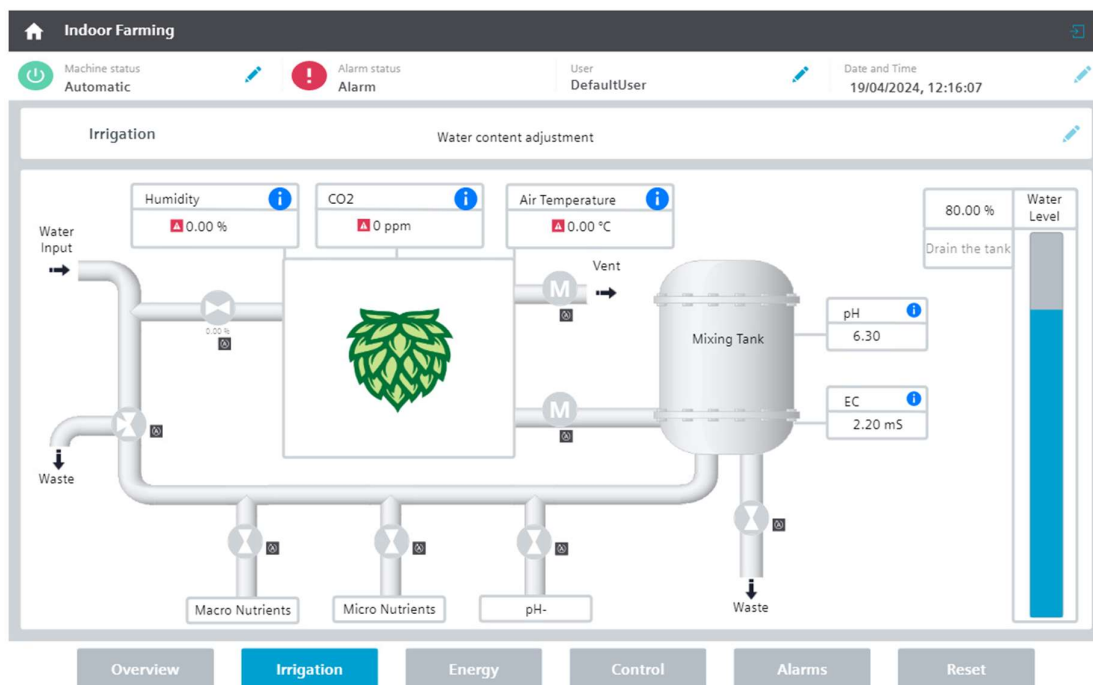 Indoor Farming
Machine status
Automatic
!
Alarm status
Alarm
User
DefaultUser
Date and Time
19/04/2024, 12:16:07
Irrigation
Water content adjustment
Humidity
i
0.00 %
CO2
i
0 ppm
Air Temperature
i
0.00 °C
80.00 %
Drain the tank
Water
Level
Water
Input
0.00 %
M
Vent
M
Mixing Tank
pH
i
6.30
EC
i
2.20 mS
Waste
Macro Nutrients
Micro Nutrients
pH-
Waste
Overview
Irrigation
Energy
Control
Alarms
Reset